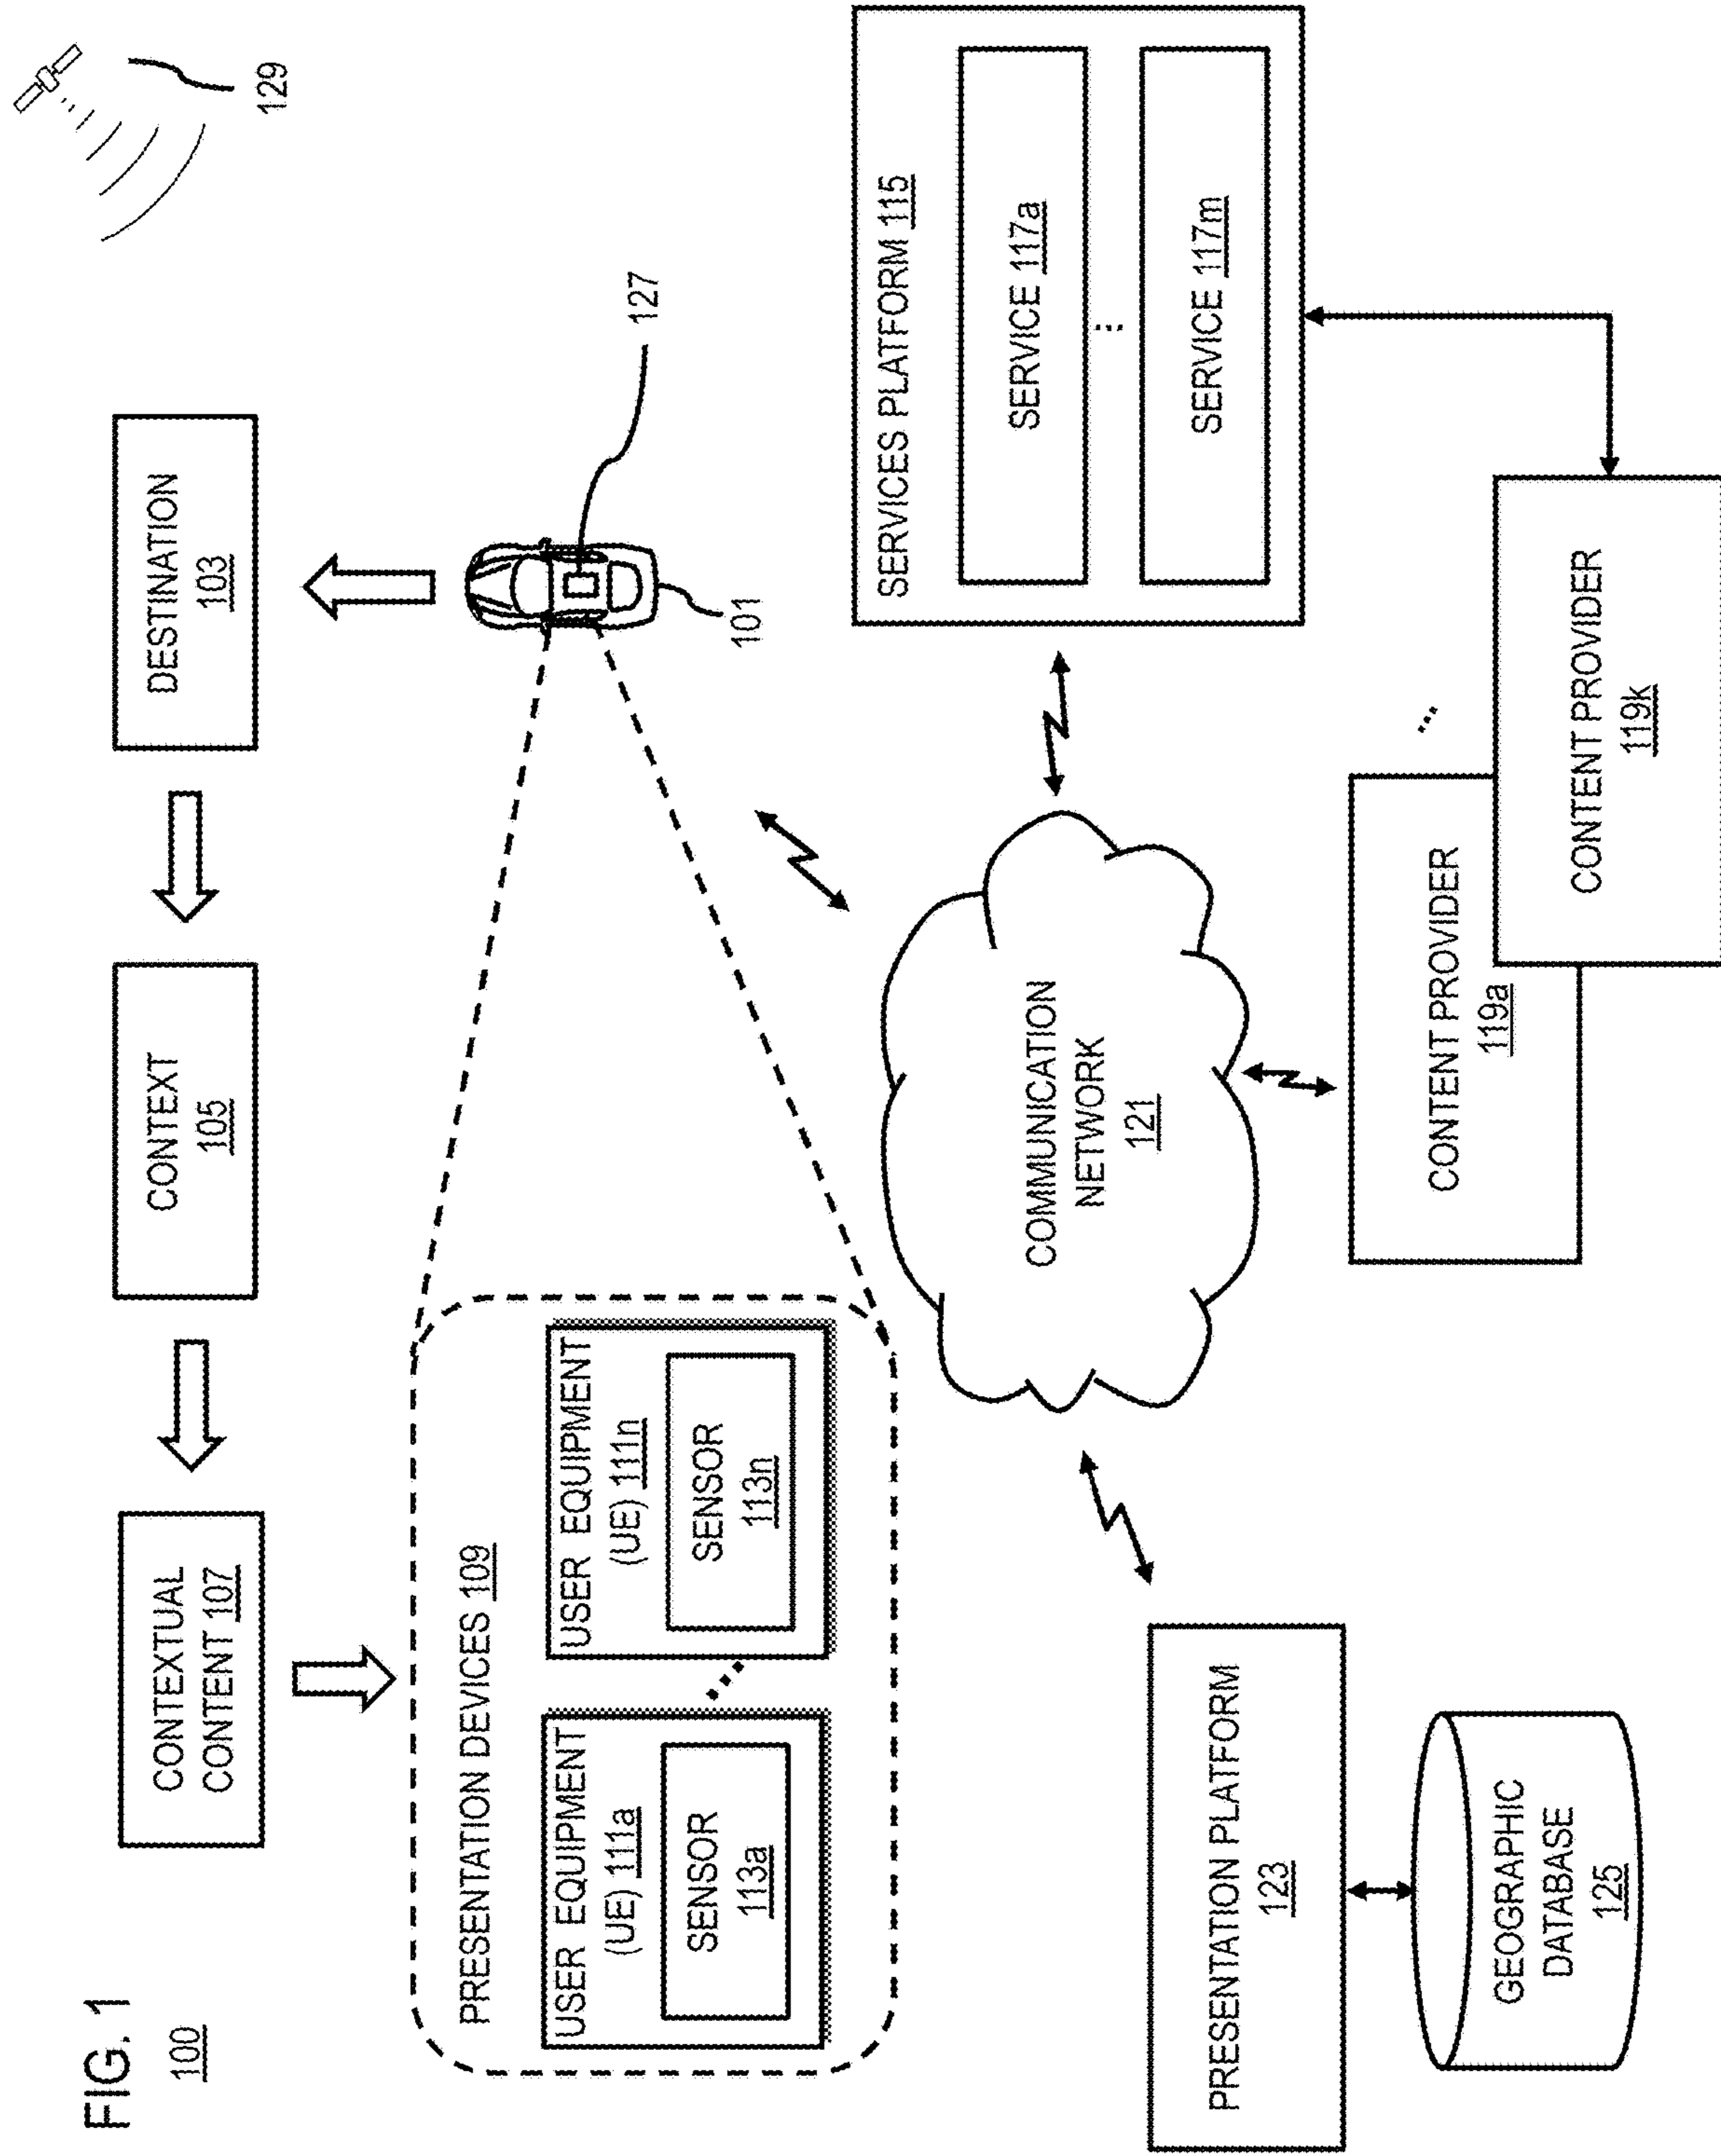 FIG. 1
100
CONTEXTUAL
CONTENT 107
CONTEXT
105
DESTINATION
103
129
PRESENTATION DEVICES 109
USER EQUIPMENT
(UE) 111a
SENSOR
113a
...
USER EQUIPMENT
(UE) 111n
SENSOR
113n
127
101
PRESENTATION PLATFORM
123
GEOGRAPHIC
DATABASE
125
COMMUNICATION
NETWORK
121
SERVICES PLATFORM 115
SERVICE 117a
...
SERVICE 117m
CONTENT PROVIDER
119a
...
CONTENT PROVIDER
119k